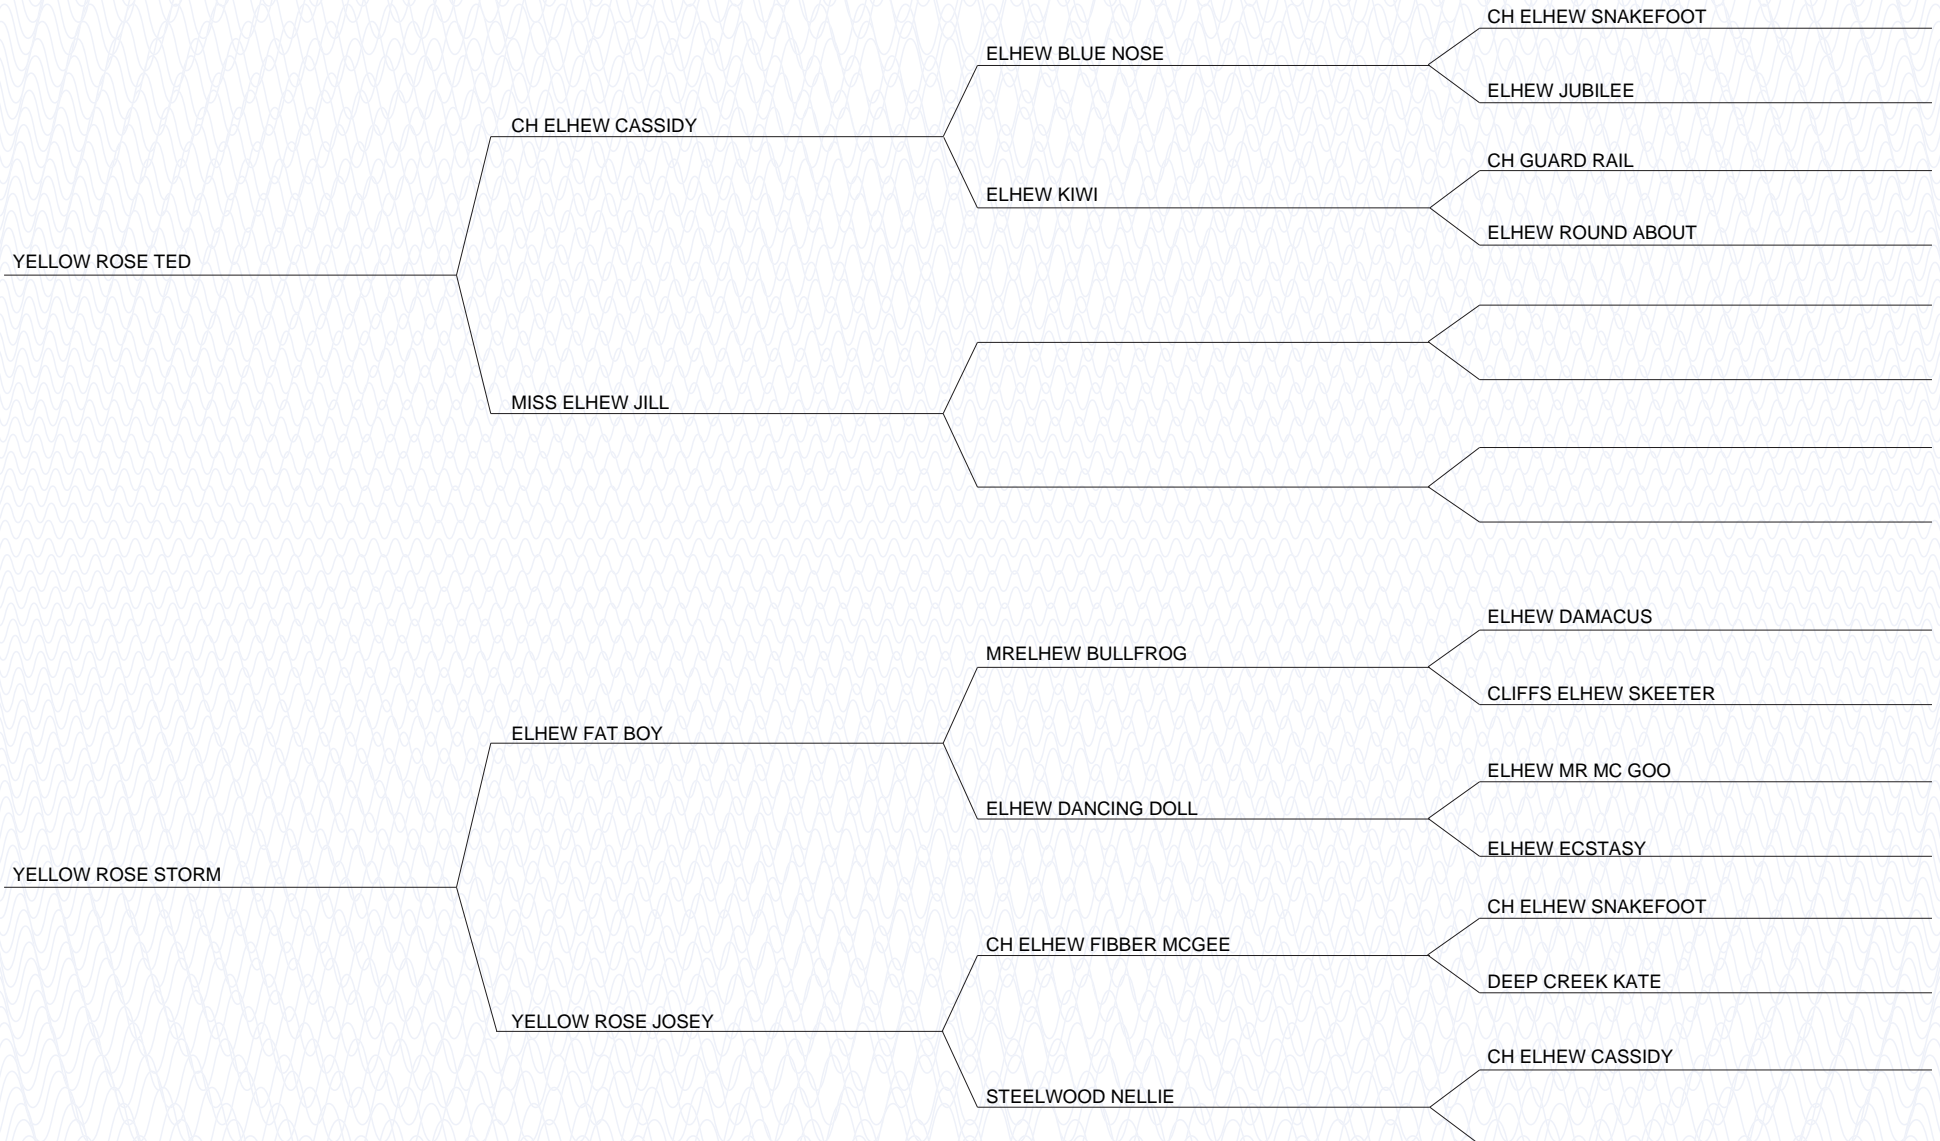 CH ELHEW SNAKEFOOT
ELHEW BLUE NOSE
ELHEW JUBILEE
CH ELHEW CASSIDY
CH GUARD RAIL
ELHEW KIWI
ELHEW ROUND ABOUT
YELLOW ROSE TED
MISS ELHEW JILL
ELHEW DAMACUS
MRELHEW BULLFROG
CLIFFS ELHEW SKEETER
ELHEW FAT BOY
ELHEW MR MC GOO
ELHEW DANCING DOLL
ELHEW ECSTASY
YELLOW ROSE STORM
CH ELHEW SNAKEFOOT
CH ELHEW FIBBER MCGEE
DEEP CREEK KATE
YELLOW ROSE JOSEY
CH ELHEW CASSIDY
STEELWOOD NELLIE